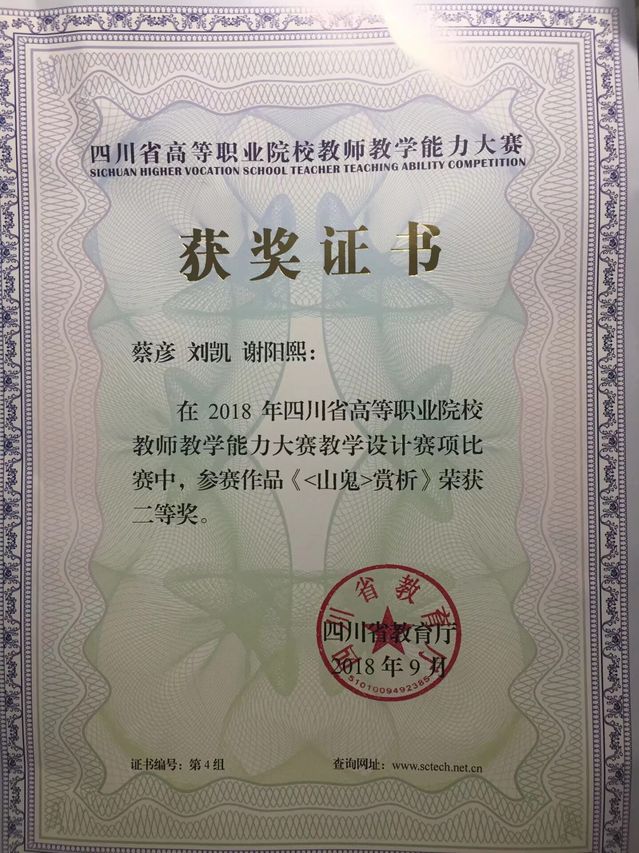 四川省高等职业院校教师教学能力大赛
SICHUAN HIGHER VOCATION SCHOOL TEACHER TEACHING ABILITY COMPETITION
获奖证书
蔡彦 刘凯 谢阳熙：
在 2018 年四川省高等职业院校
教师教学能力大赛教学设计赛项比
赛中，参赛作品《<山鬼>赏析》荣获
二等奖。
四川省教育厅
四川省教育厅
2018 年 9 月
5101009492385
证书编号：第 4 组
查询网址：www.sctech.net.cn